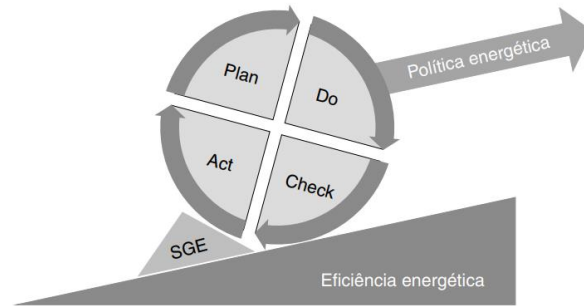 Plan
Do
Política energética
Act
Check
SGE
Eficiência energética